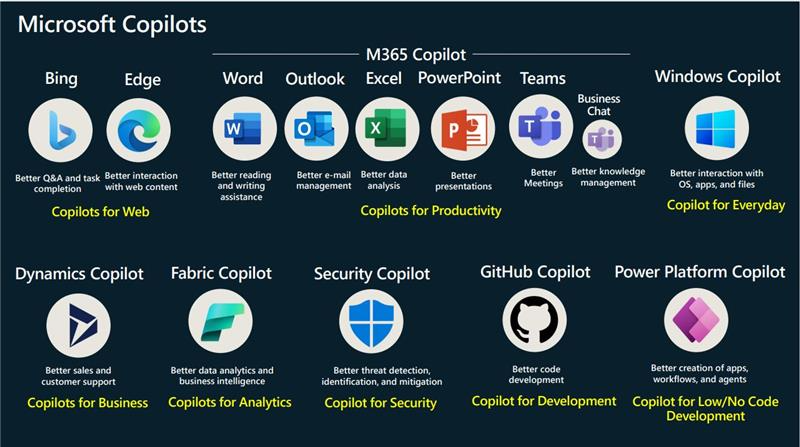 Microsoft Copilots
M365 Copilot
Bing
Edge
Word
Outlook
Excel
PowerPoint
Teams
Business
Chat
Windows Copilot
W
O
X
P
T
T
Better Q&A and task
completion
Better interaction
with web content
Better reading
and writing
assistance
Better e-mail
management
Better data
analysis
Better
presentations
Better
Meetings
Better knowledge
management
Better interaction with
OS, apps, and files
Copilots for Web
Copilots for Productivity
Copilot for Everyday
Dynamics Copilot
Fabric Copilot
Security Copilot
GitHub Copilot
Power Platform Copilot
Better sales and
customer support
Better data analytics and
business intelligence
Better threat detection,
identification, and mitigation
Better code
development
Better creation of apps,
workflows, and agents
Copilots for Business
Copilots for Analytics
Copilot for Security
Copilot for Development
Copilot for Low/No Code
Development